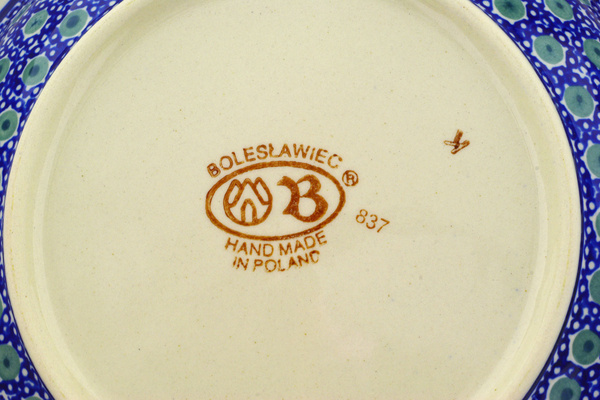 BOLESŁAWIEC
B ®
837
HAND MADE
IN POLAND